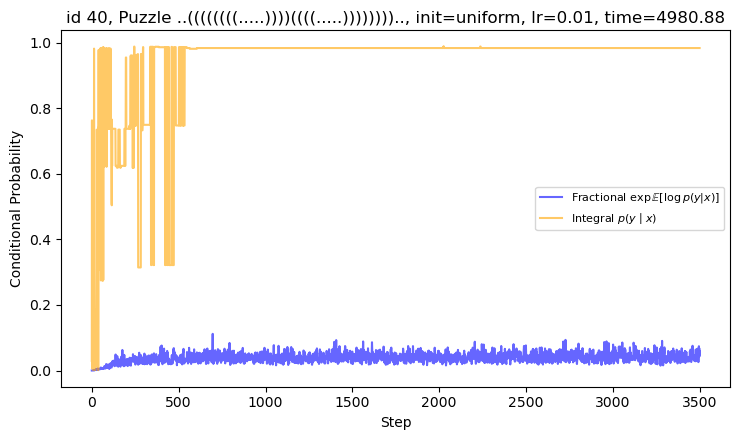 id 40, Puzzle ..((((((((.....))))((((.....)))))))).., init=uniform, lr=0.01, time=4980.88
1.0
0.8
0.6
0.4
0.2
0.0
Conditional Probability
Fractional exp𝔼[log p(y|x)]
Integral p(y | x)
0
500
1000
1500
2000
2500
3000
3500
Step